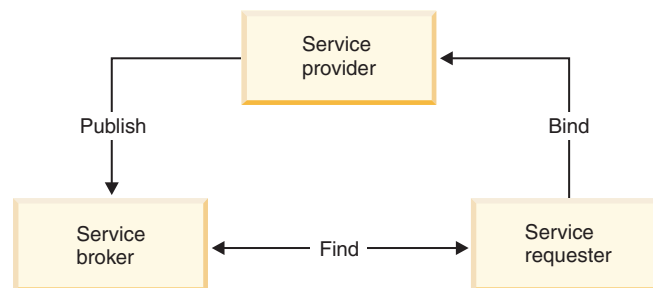 Service
provider
Publish
Bind
Service
broker
Find
Service
requester